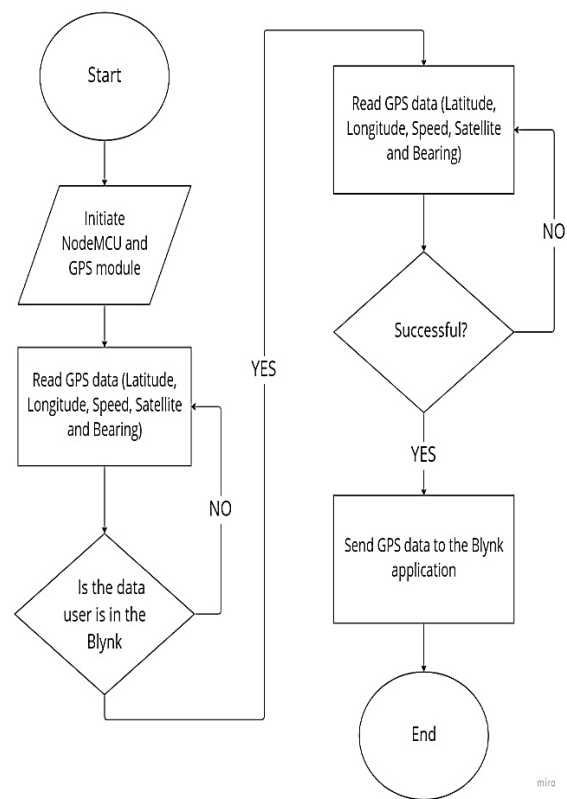 Start
Initiate
NodeMCU and
GPS module
Read GPS data (Latitude,
Longitude, Speed, Satellite
and Bearing)
NO
Is the data
user is in the
Blynk
YES
Read GPS data (Latitude,
Longitude, Speed, Satellite
and Bearing)
NO
Successful?
YES
Send GPS data to the Blynk
application
End
miro